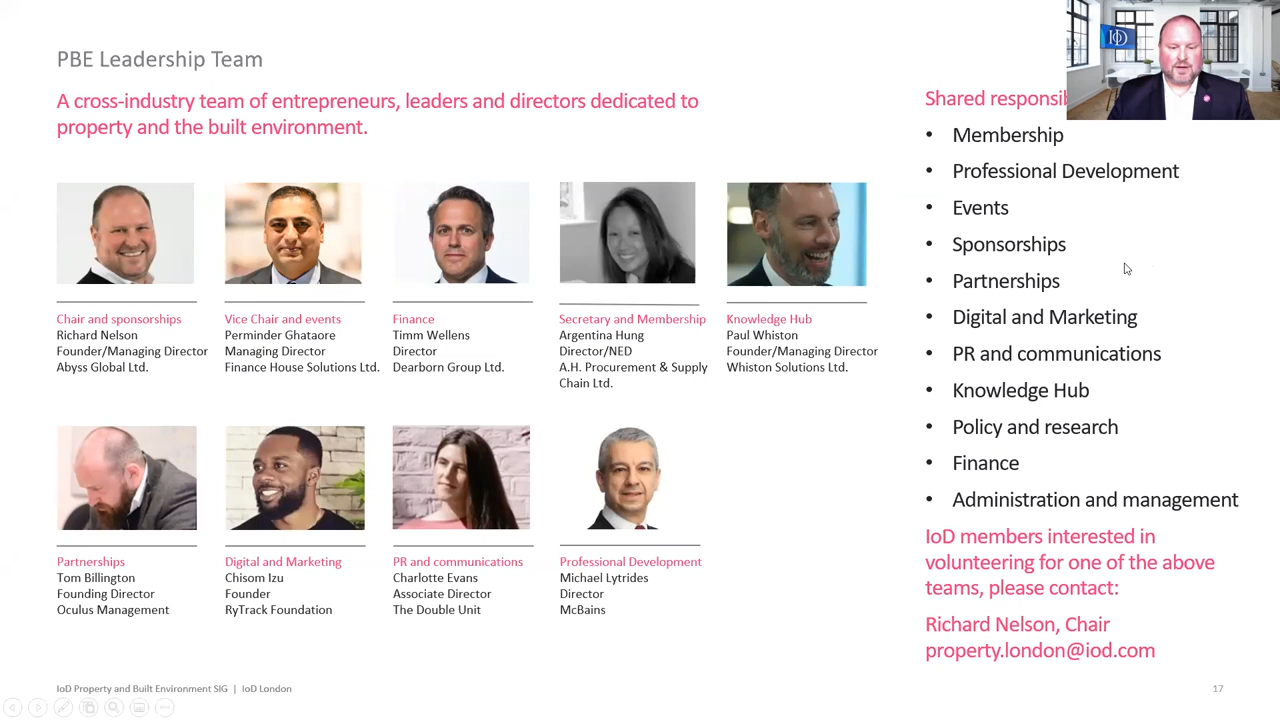 PBE Leadership Team
A cross-industry team of entrepreneurs, leaders and directors dedicated to
property and the built environment.
Chair and sponsorships
Richard Nelson
Founder/Managing Director
Abyss Global Ltd.
Vice Chair and events
Perminder Ghataore
Managing Director
Finance House Solutions Ltd.
Finance
Timm Wellens
Director
Dearborn Group Ltd.
Secretary and Membership
Argentina Hung
Director/NED
A.H. Procurement & Supply
Chain Ltd.
Knowledge Hub
Paul Whiston
Founder/Managing Director
Whiston Solutions Ltd.
Partnerships
Tom Billington
Founding Director
Oculus Management
Digital and Marketing
Chisom Izu
Founder
RyTrack Foundation
PR and communications
Charlotte Evans
Associate Director
The Double Unit
Professional Development
Michael Lytrides
Director
McBains
IOD
Shared
• Membership
• Professional Development
• Events
• Sponsorships
• Partnerships
• Digital and Marketing
• PR and communications
• Knowledge Hub
• Policy and research
• Finance
• Administration and management
IoD members interested in
volunteering for one of the above
teams, please contact:
Richard Nelson, Chair
property.london@iod.com
IoD Property and Built Environment SIG | IoD London
17